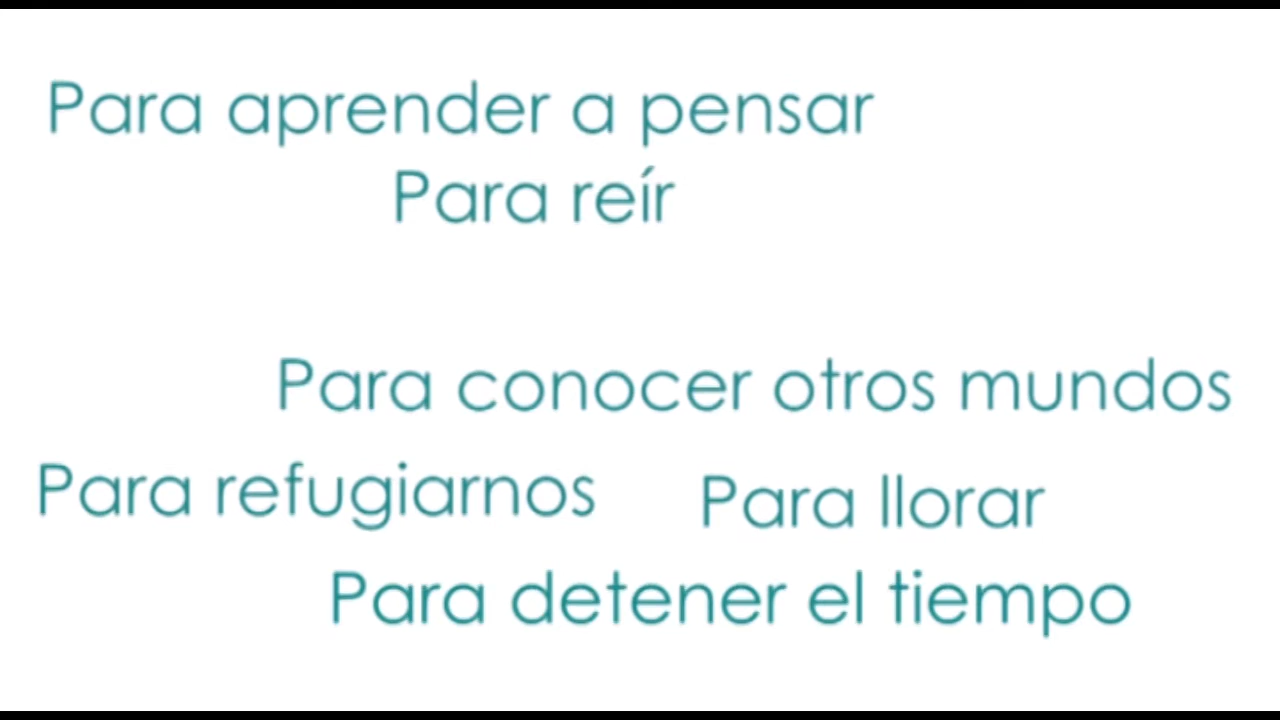 Para aprender a pensar
Para reír
Para conocer otros mundos
Para refugiarnos
Para llorar
Para detener el tiempo